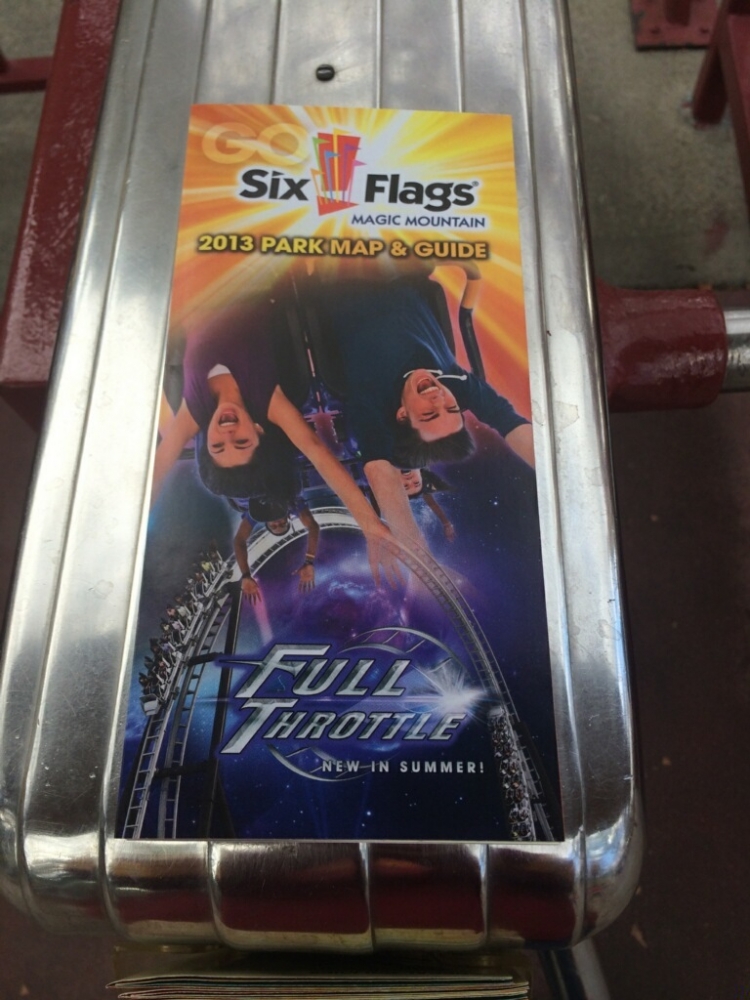 GO
Six Flags®
MAGIC MOUNTAIN
2013 PARK MAP & GUIDE
FULL
THROTTLE
NEW IN SUMMER!